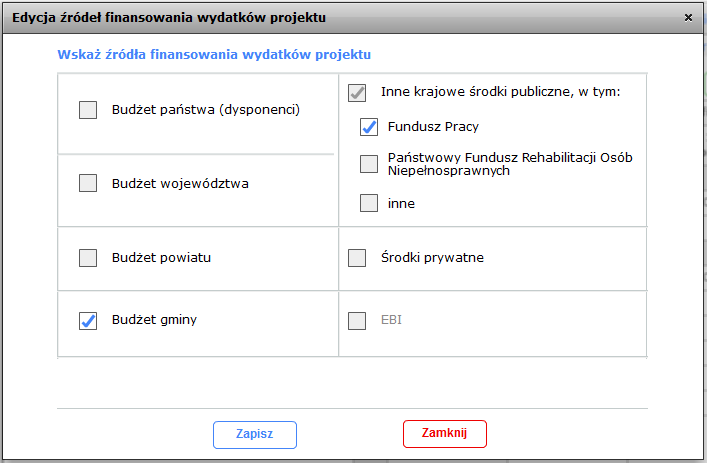 Edycja źródeł finansowania wydatków projektu
Wskaż źródła finansowania wydatków projektu
Budżet państwa (dysponenci)
Budżet województwa
Budżet powiatu
Budżet gminy
Inne krajowe środki publiczne, w tym:
Fundusz Pracy
Państwowy Fundusz Rehabilitacji Osób
Niepełnosprawnych
inne
Środki prywatne
EBI
Zapisz
Zamknij